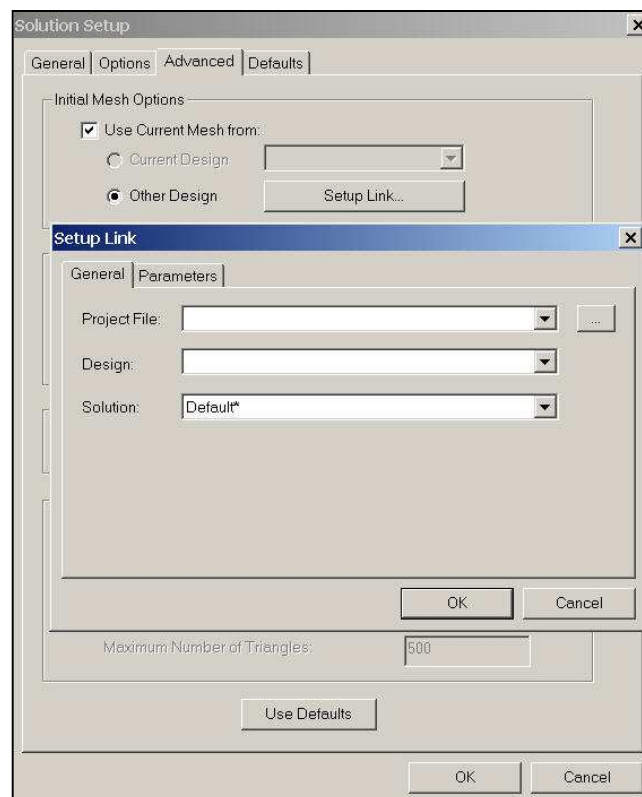 Solution Setup
General Options Advanced Defaults
Initial Mesh Options
Use Current Mesh from:
Current Design
Other Design Setup Link...
Setup Link
General Parameters
Project File: ...
Design:
Solution: Default*
OK Cancel
Maximum Number of Triangles: 500
Use Defaults
OK Cancel